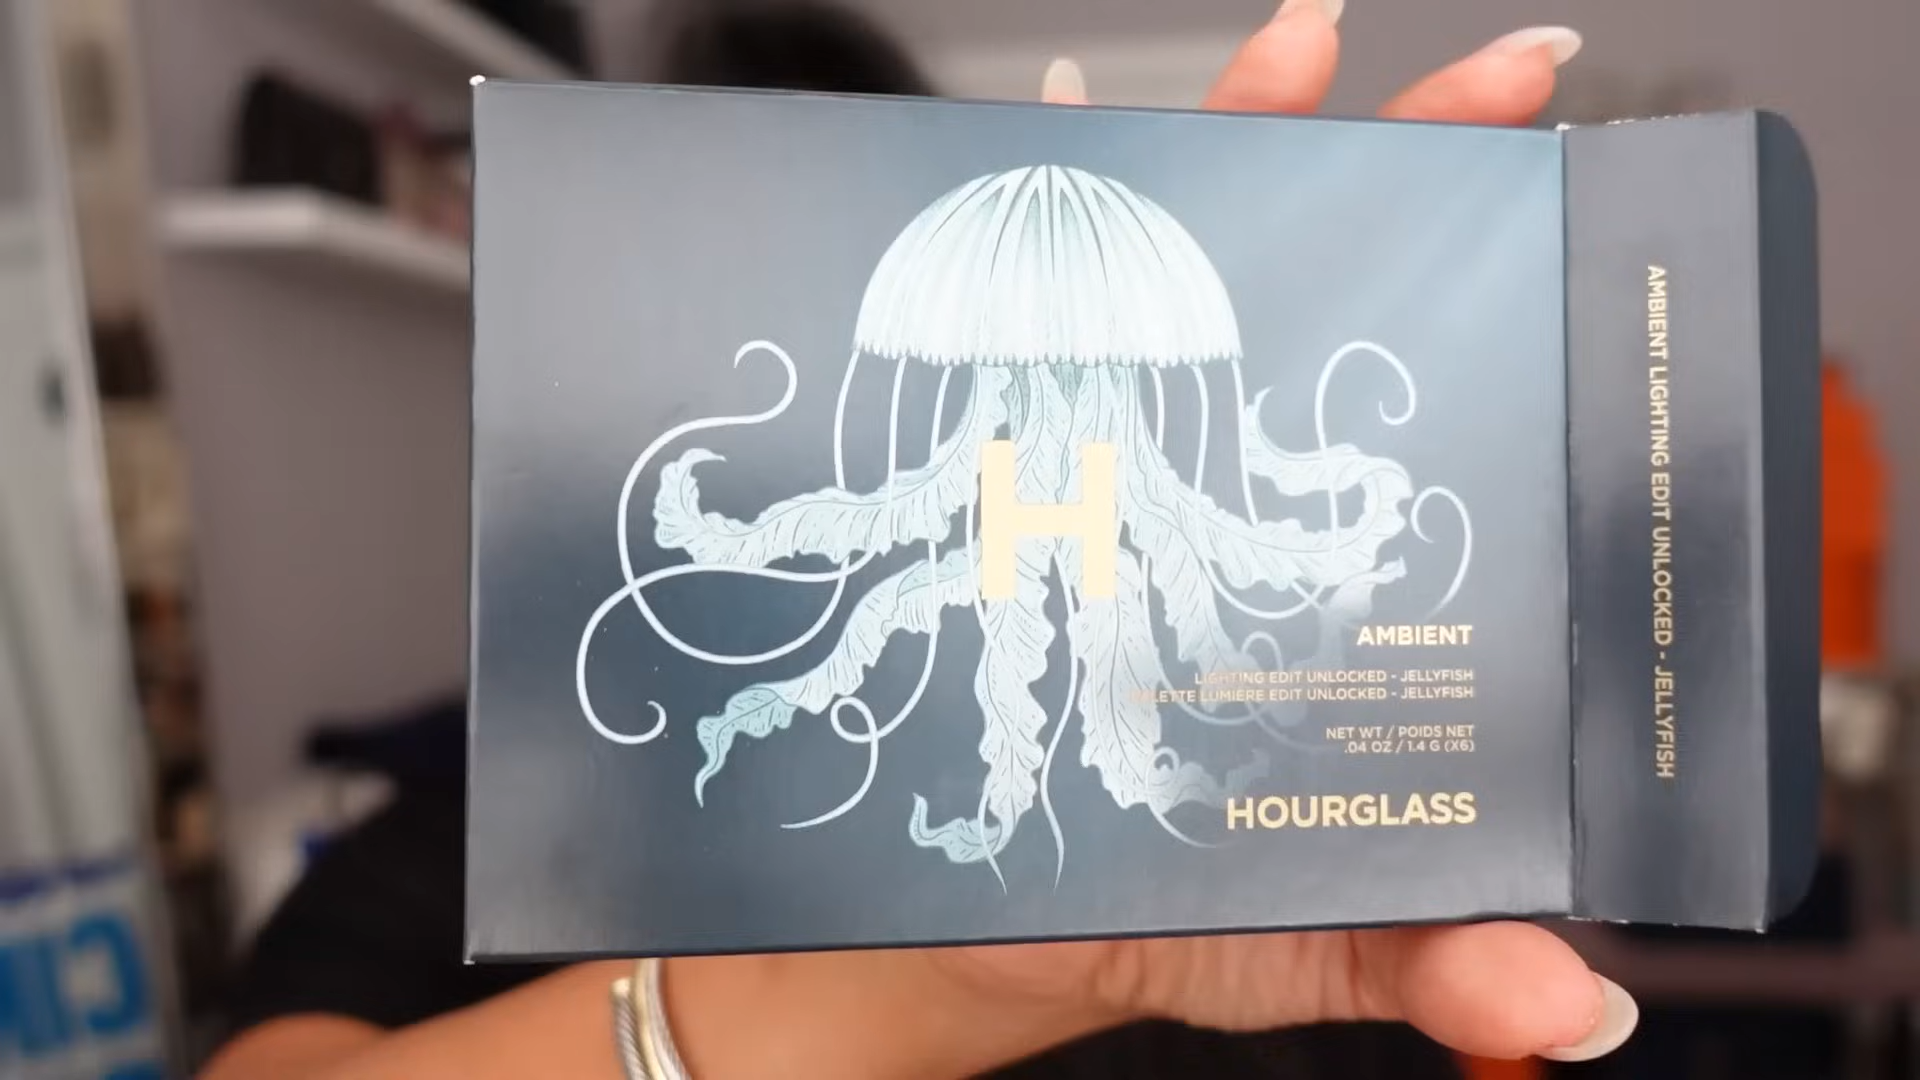 H
AMBIENT
LIGHTING EDIT UNLOCKED - JELLYFISH
PALETTE LUMIÈRE EDIT UNLOCKED - JELLYFISH
NET WT / POIDS NET
.04 OZ / 1.4 G (X6)
HOURGLASS
AMBIENT LIGHTING EDIT UNLOCKED - JELLYFISH